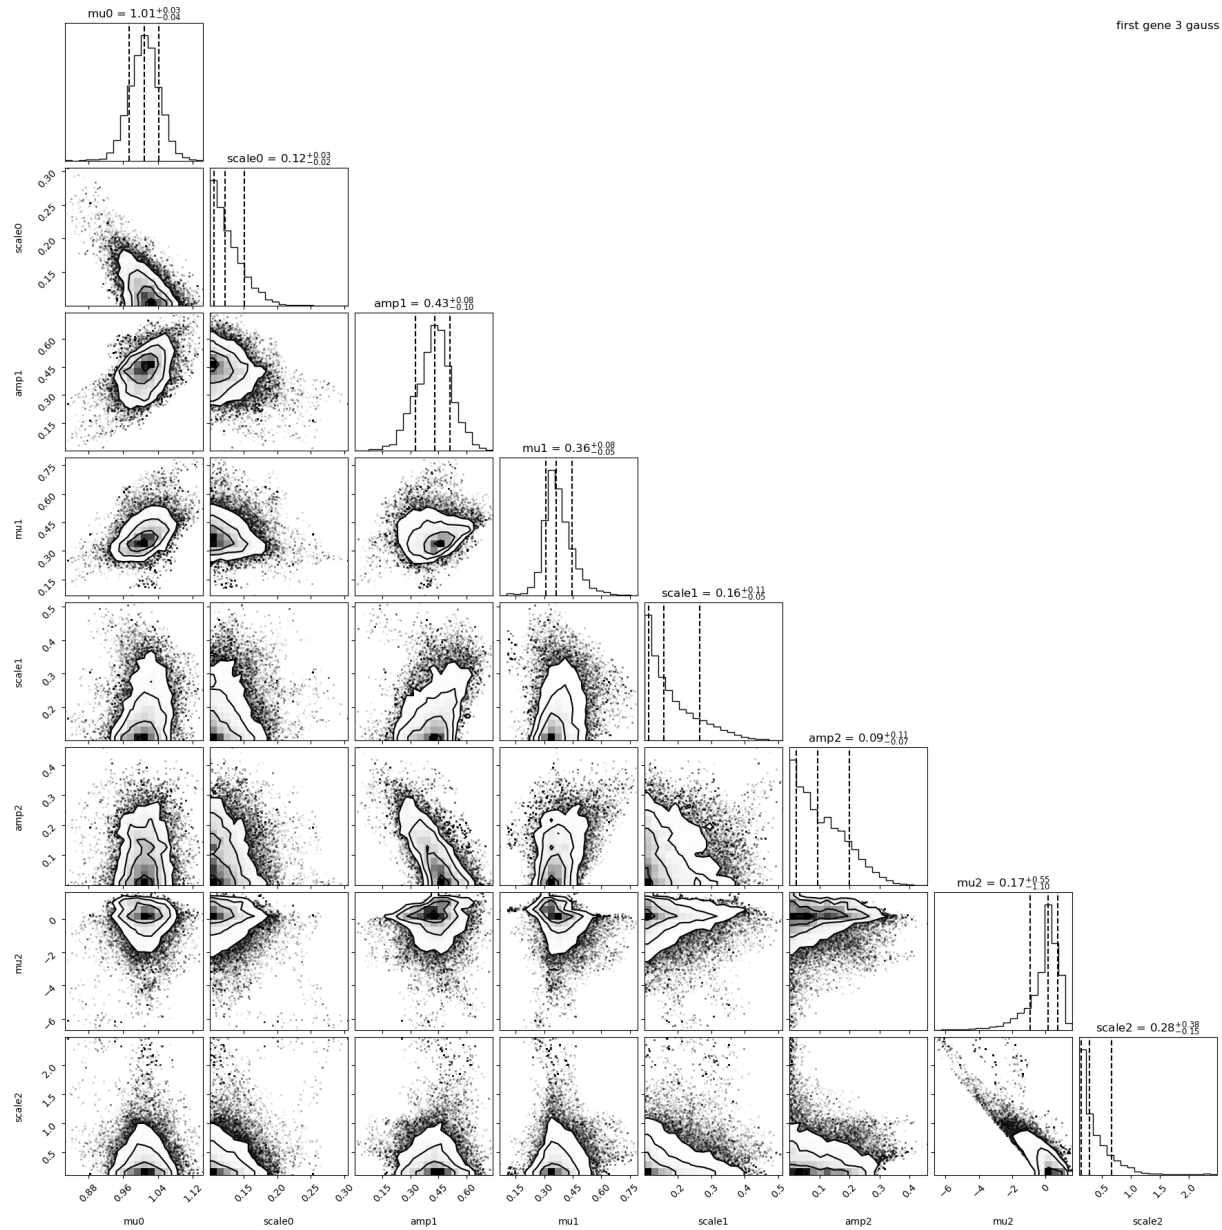 first gene 3 gauss
mu0 = 1.01+0.03−0.04
scale0 = 0.12+0.03−0.02
0.30
0.25
0.20
0.15
scale0
amp1 = 0.43+0.08−0.10
0.60
0.45
0.30
0.15
amp1
mu1 = 0.36+0.08−0.05
0.75
0.60
0.45
0.30
0.15
mu1
scale1 = 0.16+0.11−0.05
0.5
0.4
0.3
0.2
scale1
amp2 = 0.09+0.11−0.07
0.4
0.3
0.2
0.1
amp2
mu2 = 0.17+0.55−1.10
0
−2
−4
−6
mu2
scale2 = 0.28+0.38−0.15
2.0
1.5
1.0
0.5
scale2
0.88 0.96 1.04 1.12 0.15 0.20 0.25 0.30 0.15 0.30 0.45 0.60 0.15 0.30 0.45 0.60 0.75 0.2 0.3 0.4 0.5 0.1 0.2 0.3 0.4 −6 −4 −2 0 0.5 1.0 1.5 2.0
mu0 scale0 amp1 mu1 scale1 amp2 mu2 scale2